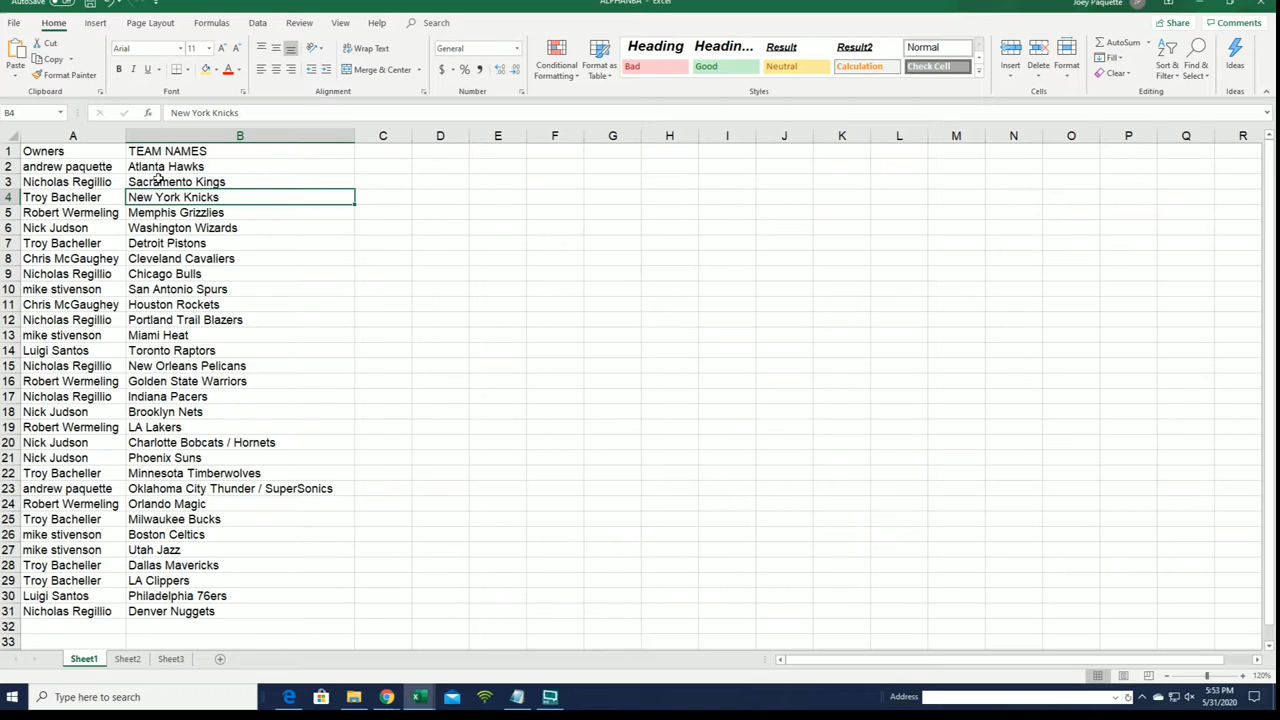 AutoSave Off
ALPHANBA - Excel
Joey Paquette JP
File Home Insert Page Layout Formulas Data Review View Help Search Share Comments
Cut
Copy
Format Painter
Paste
Clipboard
Arial 11
B I U
A
Font
Wrap Text
Merge & Center
Alignment
General
$ % ,
Number
Conditional Formatting
Format as Table
Heading Headin... Result Result2 Normal
Bad Good Neutral Calculation Check Cell
Styles
Insert Delete Format
Cells
AutoSum
Fill
Clear
Sort & Filter
Find & Select
Editing
Ideas
Ideas
B4 fx New York Knicks
A B C D E F G H I J K L M N O P Q R
1 Owners TEAM NAMES
2 andrew paquette Atlanta Hawks
3 Nicholas Regillio Sacramento Kings
4 Troy Bacheller New York Knicks
5 Robert Wermeling Memphis Grizzlies
6 Nick Judson Washington Wizards
7 Troy Bacheller Detroit Pistons
8 Chris McGaughey Cleveland Cavaliers
9 Nicholas Regillio Chicago Bulls
10 mike stivenson San Antonio Spurs
11 Chris McGaughey Houston Rockets
12 Nicholas Regillio Portland Trail Blazers
13 mike stivenson Miami Heat
14 Luigi Santos Toronto Raptors
15 Nicholas Regillio New Orleans Pelicans
16 Robert Wermeling Golden State Warriors
17 Nicholas Regillio Indiana Pacers
18 Nick Judson Brooklyn Nets
19 Robert Wermeling LA Lakers
20 Nick Judson Charlotte Bobcats / Hornets
21 Nick Judson Phoenix Suns
22 Troy Bacheller Minnesota Timberwolves
23 andrew paquette Oklahoma City Thunder / SuperSonics
24 Robert Wermeling Orlando Magic
25 Troy Bacheller Milwaukee Bucks
26 mike stivenson Boston Celtics
27 mike stivenson Utah Jazz
28 Troy Bacheller Dallas Mavericks
29 Troy Bacheller LA Clippers
30 Luigi Santos Philadelphia 76ers
31 Nicholas Regillio Denver Nuggets
32
33
Sheet1 Sheet2 Sheet3
120%
Type here to search
Address
5:53 PM
5/31/2020